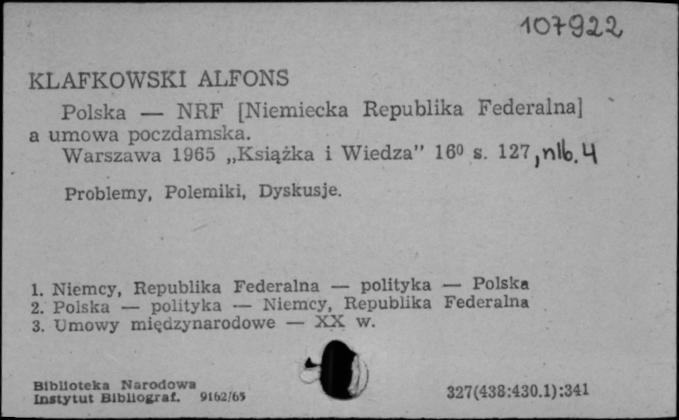 107922
KLAFKOWSKI ALFONS
Polska — NRF [Niemiecka Republika Federalna]
a umowa poczdamska.
Warszawa 1965 „Książka i Wiedza” 16⁰ s. 127, nlb. 4
Problemy, Polemiki, Dyskusje.
1. Niemcy, Republika Federalna — polityka — Polska
2. Polska — polityka — Niemcy, Republika Federalna
3. Umowy międzynarodowe — XX w.
Biblioteka Narodowa
Instytut Bibliograf. 9162/65
327(438:430.1):341